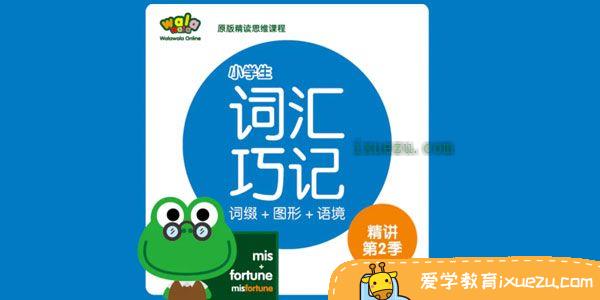 wala
wala
Walawala Online
原版精读思维课程
小学生
词汇
巧记
词缀 + 图形 + 语境
ixuezu.com
精讲
第2季
mis
+
fortune
misfortune
爱学教育ixuezu.com